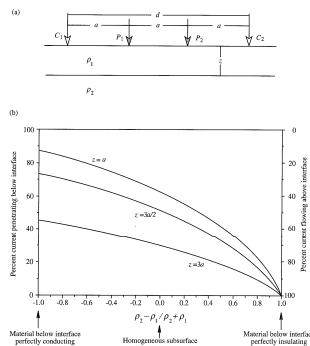 (a)
d
a a a
C1 P1 P2 C2
ρ1 z
ρ2
(b)
100 0
80 20
60 40
40 60
20 80
0 100
Percent current penetrating below interface
Percent current flowing above interface
z = a
z =3a/2
z=3a
-1.0 -0.8 -0.6 -0.4 -0.2 0.0 0.2 0.4 0.6 0.8 1.0
ρ2 − ρ1 / ρ2 + ρ1
Material below interface perfectly conducting
Homogeneous subsurface
Material below interface perfectly insulating